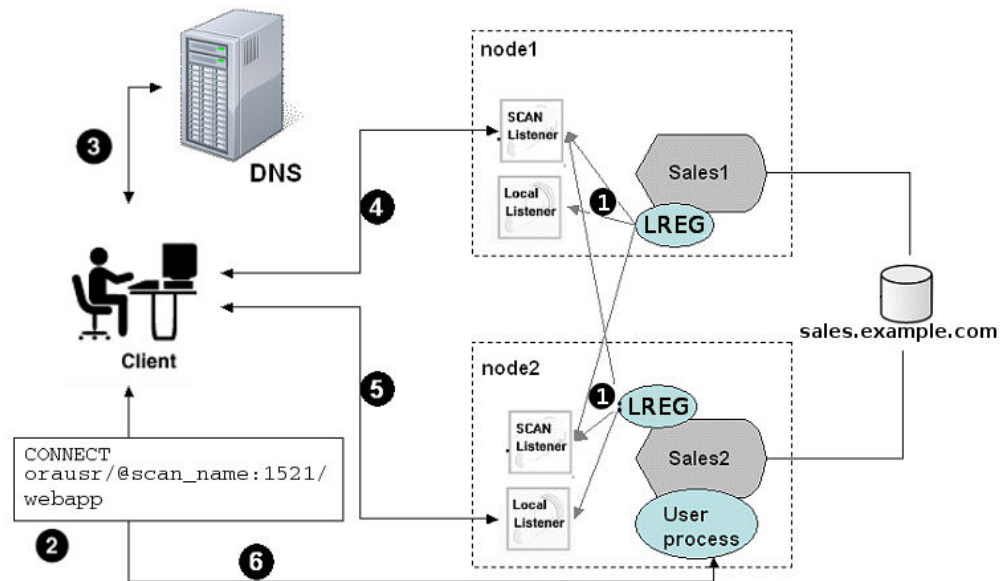 node1
SCAN
Listener
Local
Listener
1
Sales1
LREG
DNS
3
4
Client
sales.example.com
node2
1
LREG
SCAN
Listener
Sales2
Local
Listener
User
process
5
CONNECT
orausr/@scan_name:1521/
webapp
2
6